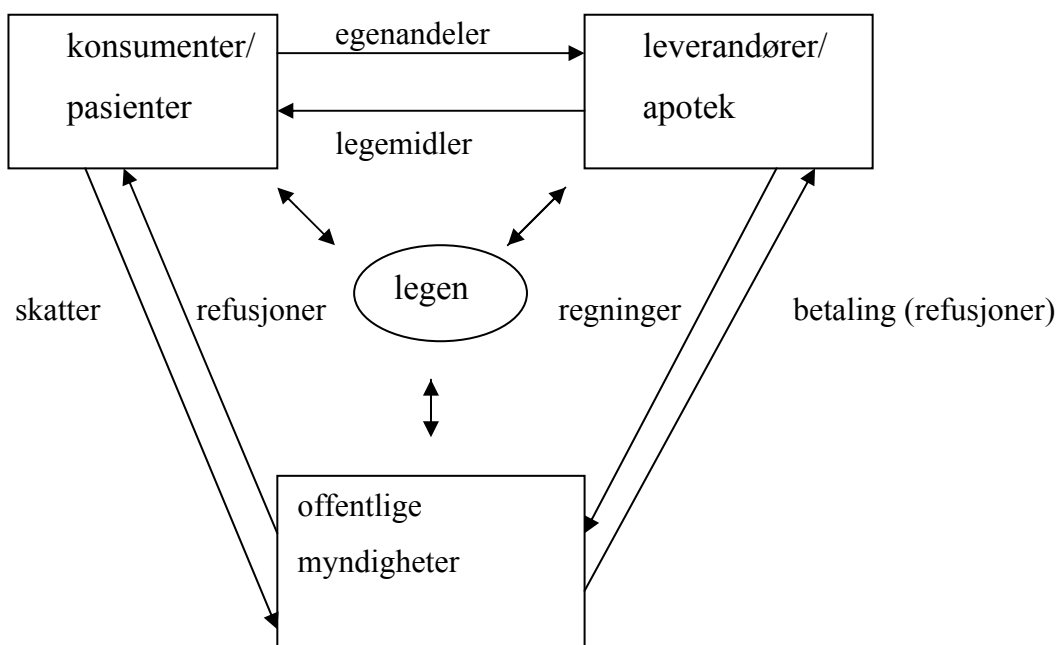 konsumenter/
pasienter
egenandeler
legemidler
leverandører/
apotek
legen
skatter
refusjoner
regninger
betaling (refusjoner)
offentlige
myndigheter